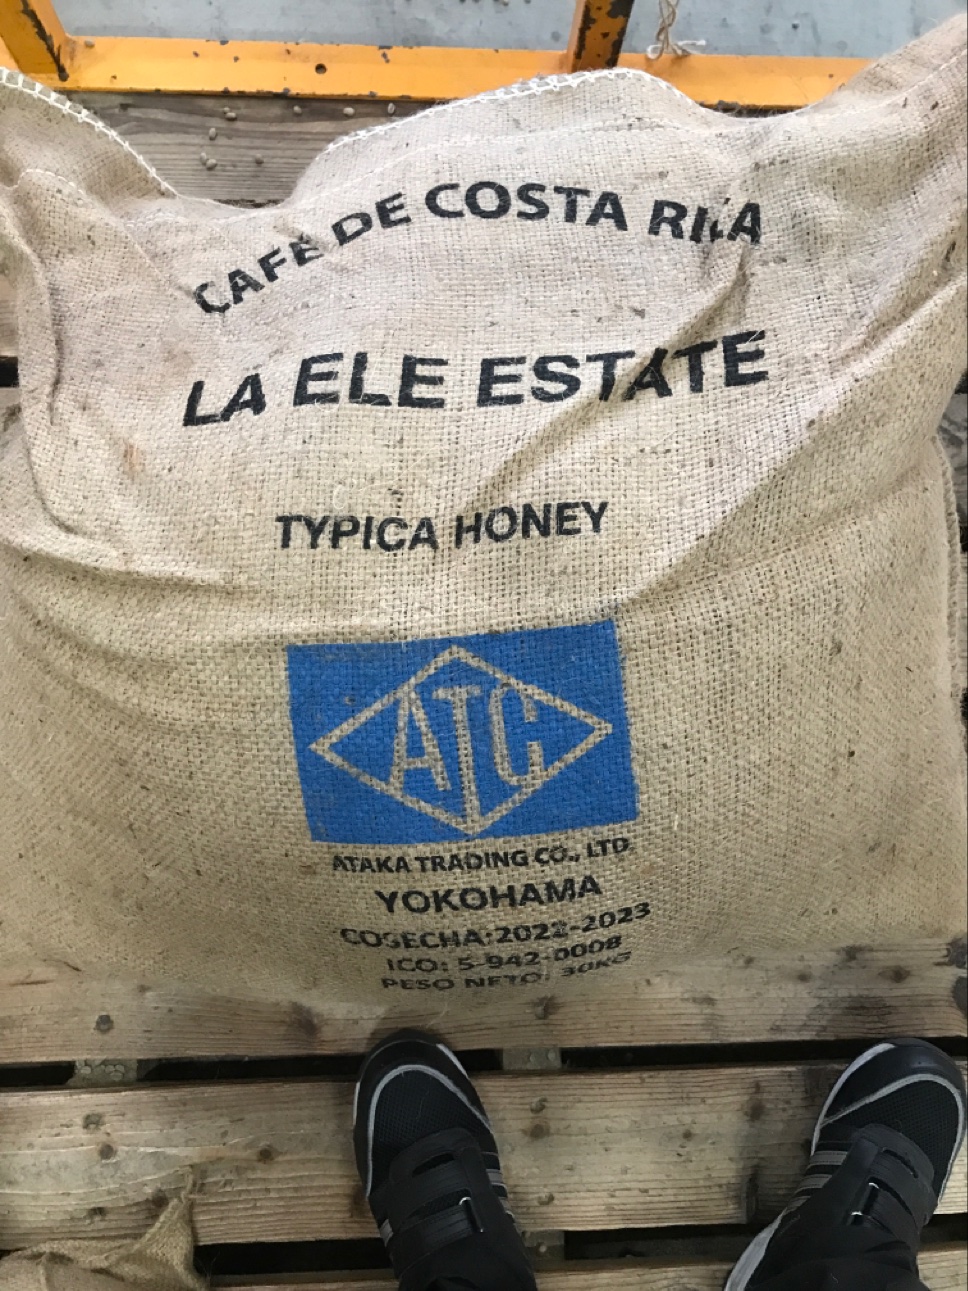 CAFE DE COSTA RICA
LA ELE ESTATE
TYPICA HONEY
ATC
ATAKA TRADING CO., LTD.
YOKOHAMA
COSECHA:2022-2023
ICO: 5-942-0008
PESO NETO: 30KG